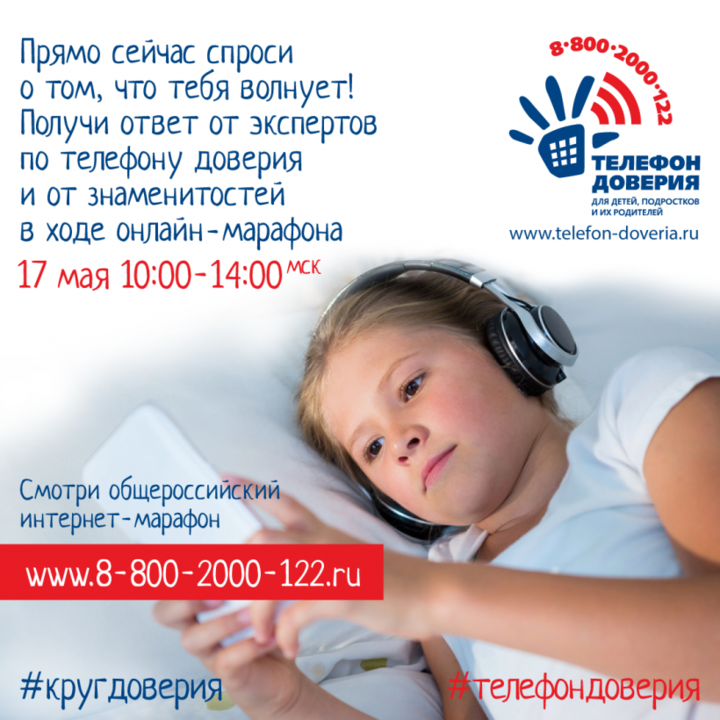 Прямо сейчас спроси
о том, что тебя волнует!
Получи ответ от экспертов
по телефону доверия
и от знаменитостей
в ходе онлайн-марафона
17 мая 10:00-14:00 мск
8·800·2000·122
ТЕЛЕФОН
ДОВЕРИЯ
ДЛЯ ДЕТЕЙ, ПОДРОСТКОВ
И ИХ РОДИТЕЛЕЙ
www.telefon-doveria.ru
Смотри общероссийский
интернет-марафон
www.8-800-2000-122.ru
#кругдоверия
#телефондоверия